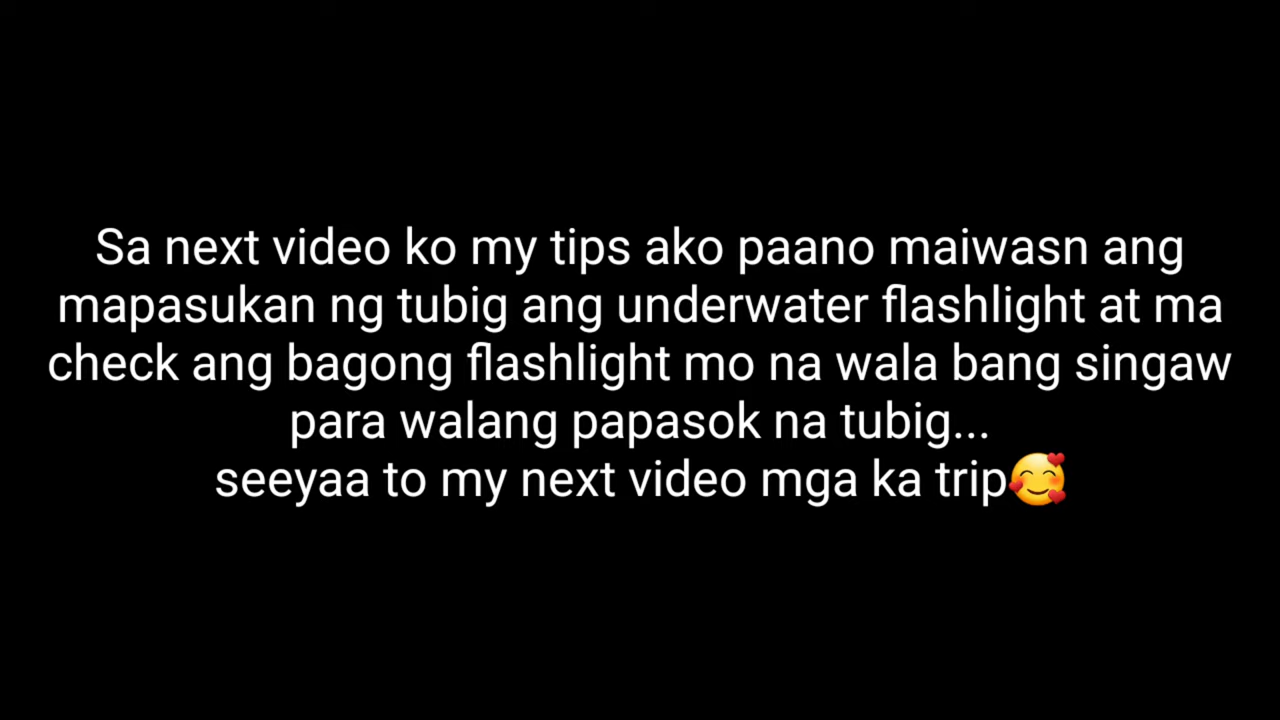 Sa next video ko my tips ako paano maiwasn ang
mapasukan ng tubig ang underwater flashlight at ma
check ang bagong flashlight mo na wala bang singaw
para walang papasok na tubig...
seeyaa to my next video mga ka trip🥰